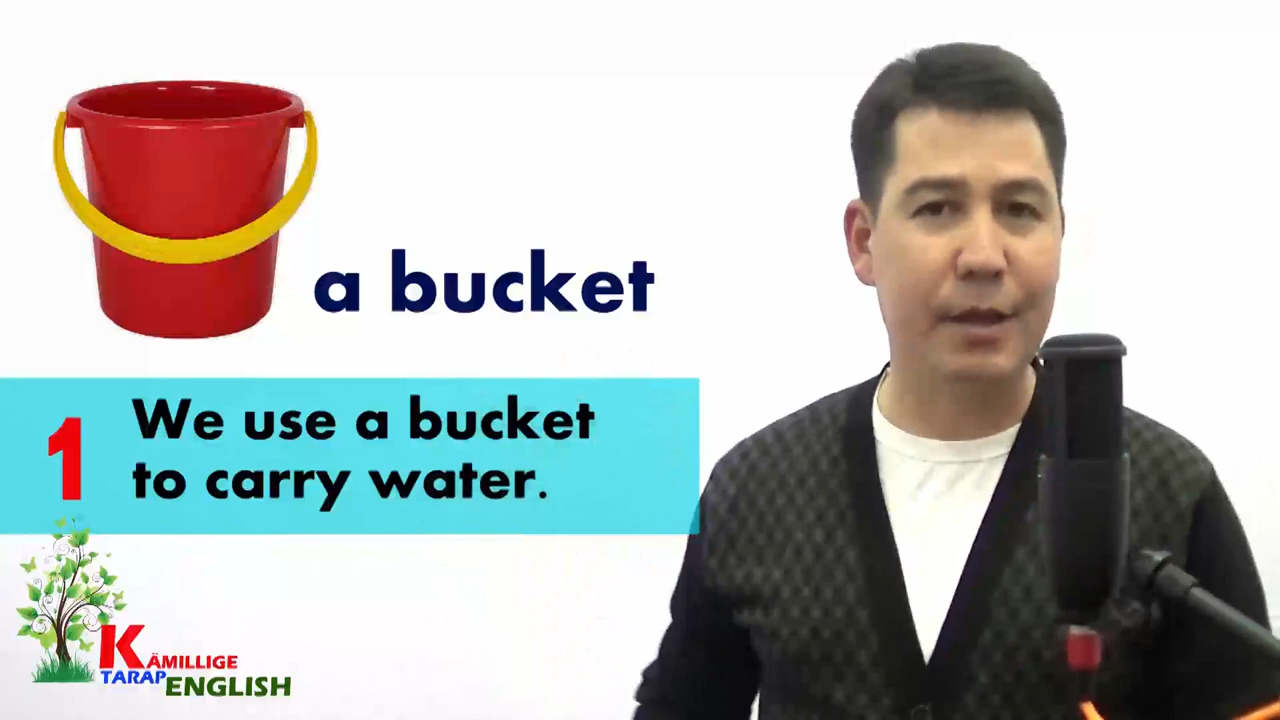 a bucket
1
We use a bucket
to carry water.
KÄMILLIGE
TARAP
ENGLISH